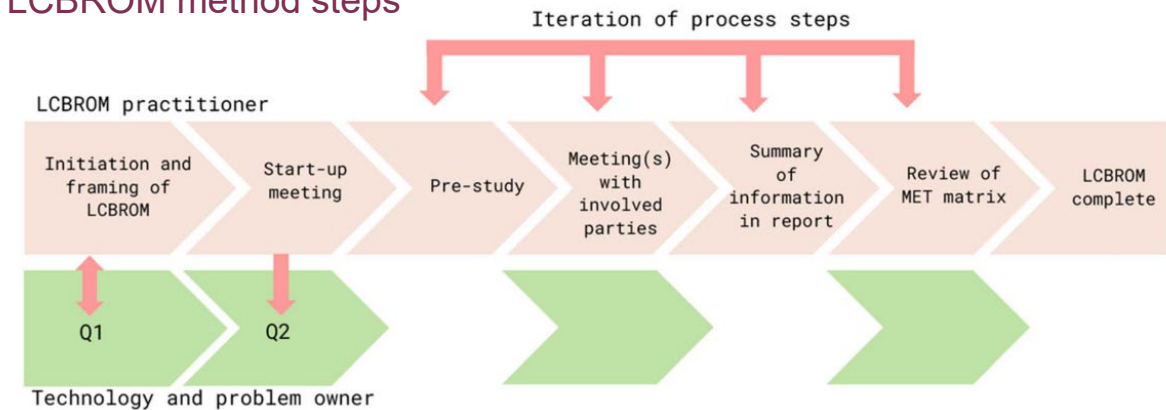 LCBROM method steps
Iteration of process steps
LCBROM practitioner
Initiation and
framing of
LCBROM
Start-up
meeting
Pre-study
Meeting(s)
with
involved
parties
Summary
of
information
in report
Review of
MET matrix
LCBROM
complete
Q1
Q2
Technology and problem owner